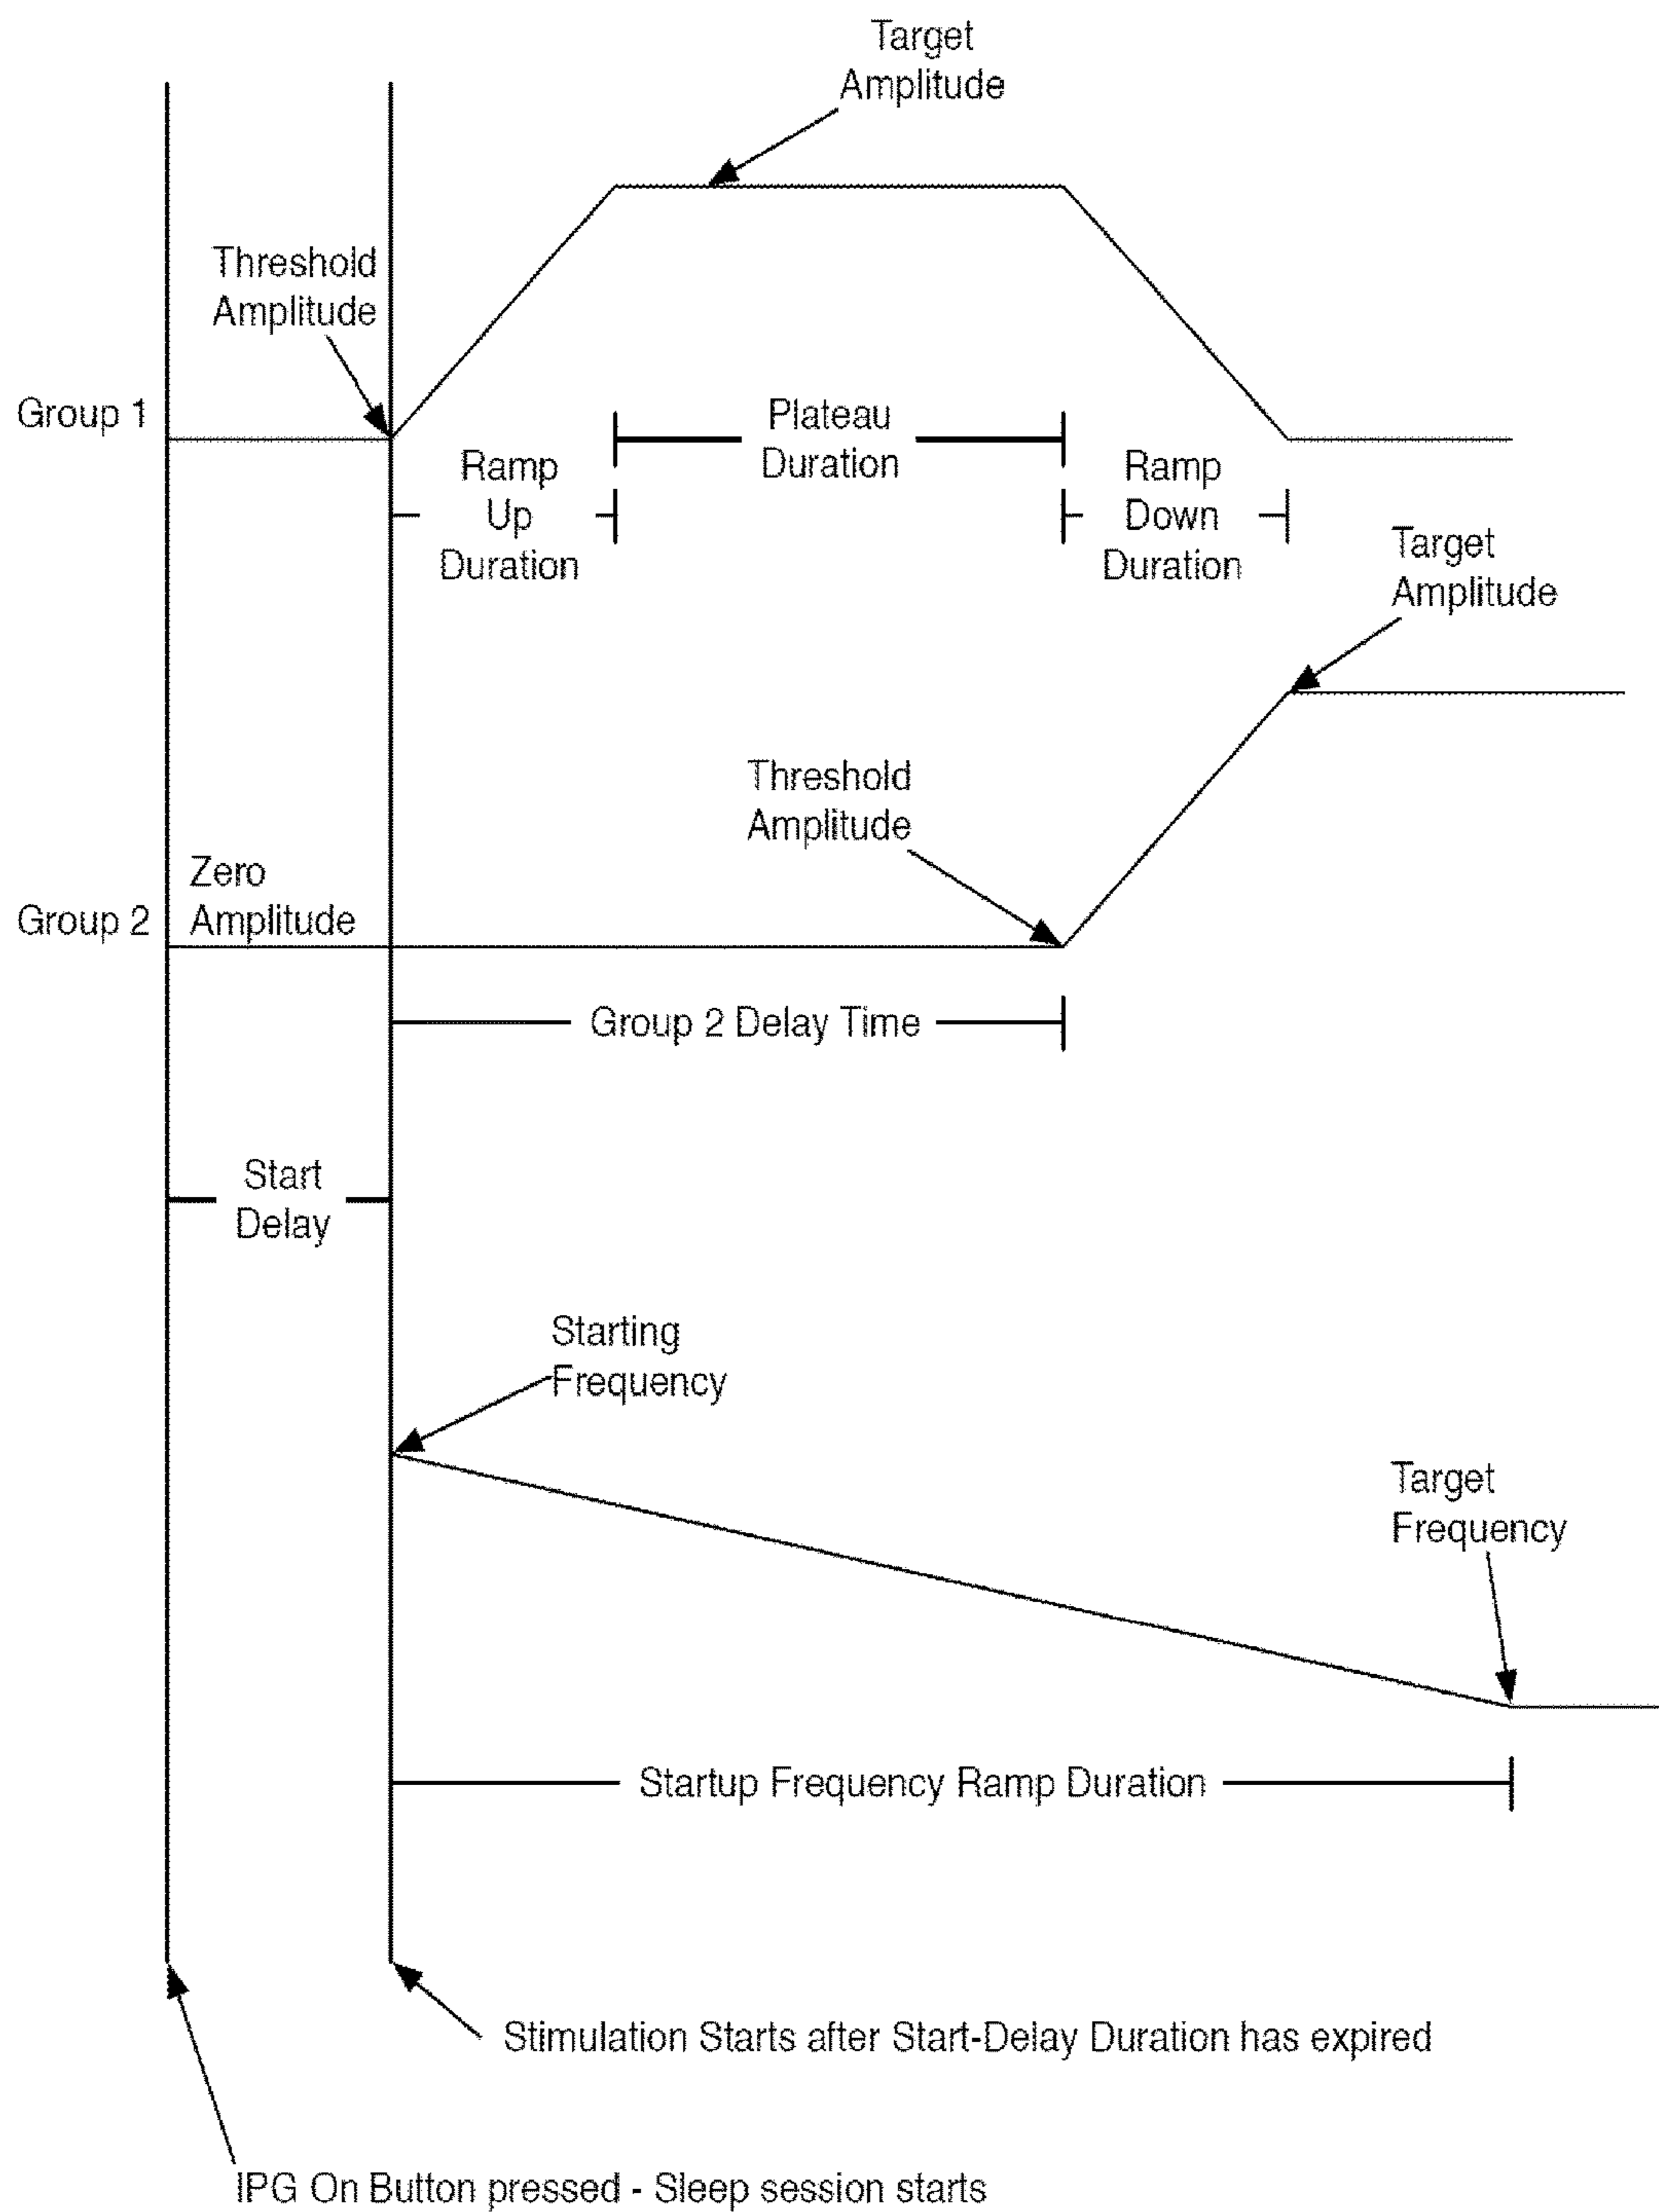 Target
Amplitude
Threshold
Amplitude
Group 1
Plateau
Duration
Ramp
Up
Duration
Ramp
Down
Duration
Target
Amplitude
Threshold
Amplitude
Zero
Amplitude
Group 2
Group 2 Delay Time
Start
Delay
Starting
Frequency
Target
Frequency
Startup Frequency Ramp Duration
Stimulation Starts after Start-Delay Duration has expired
IPG On Button pressed - Sleep session starts